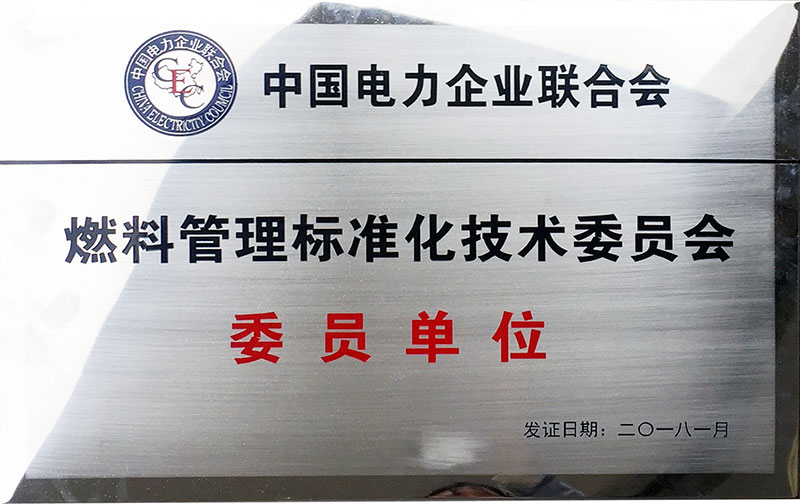 中国电力企业联合会
CEC
CHINA ELECTRICITY COUNCIL
中国电力企业联合会
燃料管理标准化技术委员会
委员单位
发证日期：二〇一八一月